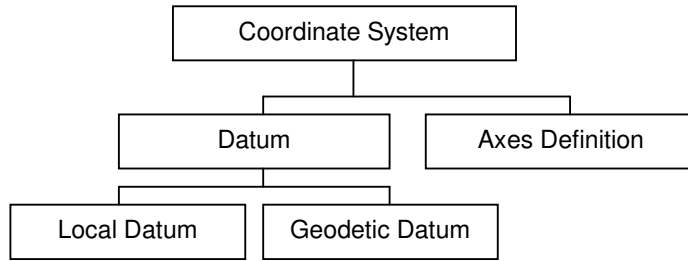 Coordinate System
Datum
Axes Definition
Local Datum
Geodetic Datum